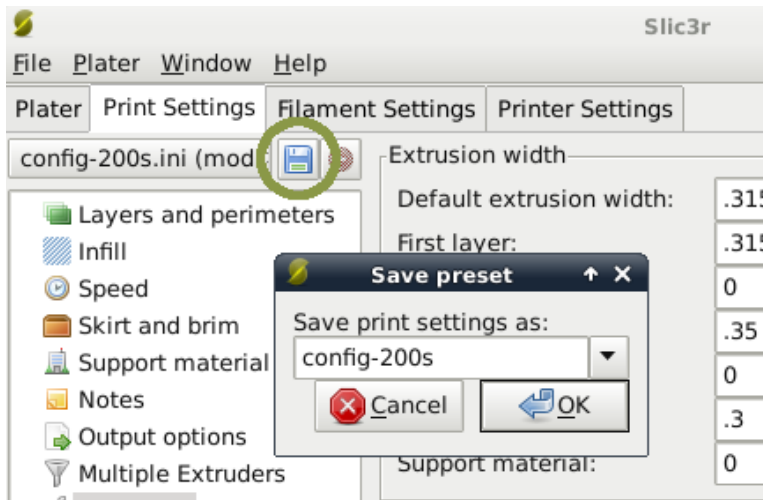 Slic3r
File Plater Window Help
Plater Print Settings Filament Settings Printer Settings
config-200s.ini (mod
Extrusion width
Default extrusion width: .315
First layer: .315
0
.35
0
.3
Support material: 0
Layers and perimeters
Infill
Speed
Skirt and brim
Support material
Notes
Output options
Multiple Extruders
Save preset
Save print settings as:
config-200s
Cancel OK